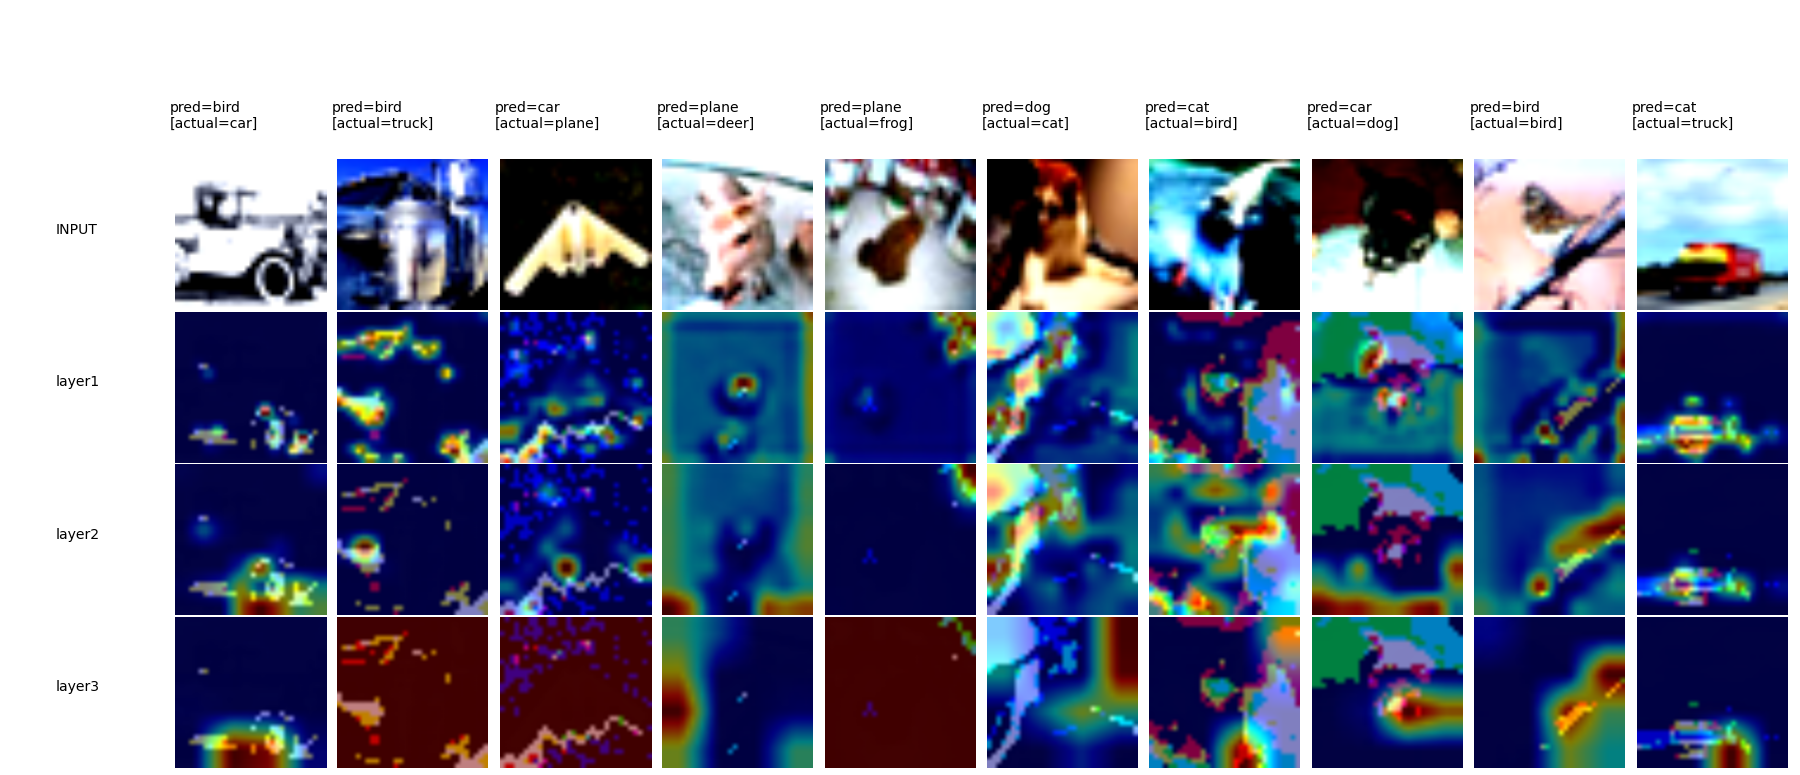 pred=bird
[actual=car]
pred=bird
[actual=truck]
pred=car
[actual=plane]
pred=plane
[actual=deer]
pred=plane
[actual=frog]
pred=dog
[actual=cat]
pred=cat
[actual=bird]
pred=car
[actual=dog]
pred=bird
[actual=bird]
pred=cat
[actual=truck]
INPUT
layer1
layer2
layer3